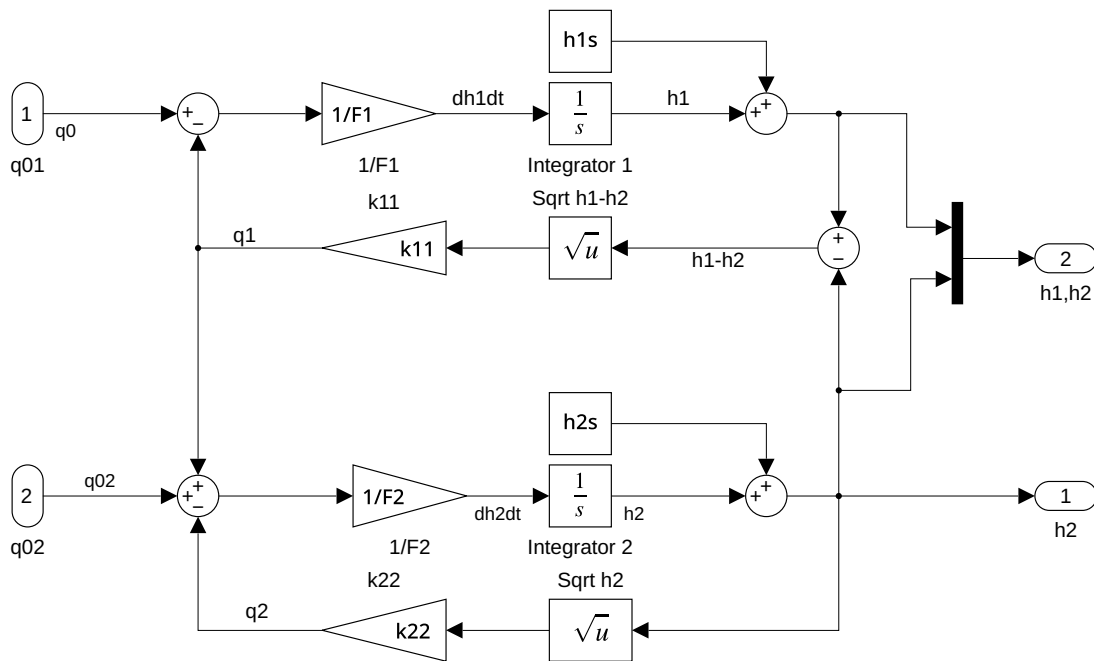 h1s
1
q0
q01
+
−
1/F1
1/F1
dh1dt
1
s
Integrator 1
h1
+
+
k11
Sqrt h1-h2
q1
k11
√u
h1-h2
+
−
2
h1,h2
h2s
2
q02
q02
+
+
−
1/F2
1/F2
dh2dt
1
s
Integrator 2
h2
+
+
1
h2
k22
Sqrt h2
q2
k22
√u